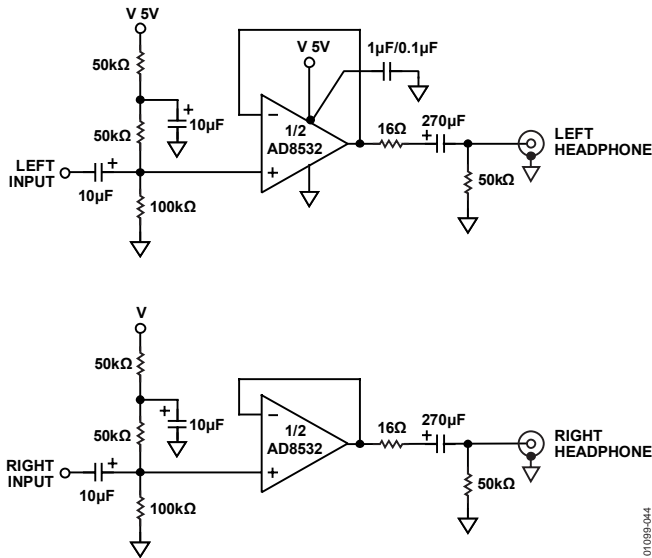 V 5V
50kΩ
+
10µF
50kΩ
LEFT
INPUT
+
10µF
100kΩ
V 5V
1µF/0.1µF
−
1/2
AD8532
+
16Ω
+
270µF
50kΩ
LEFT
HEADPHONE
V
50kΩ
+
10µF
50kΩ
RIGHT
INPUT
+
10µF
100kΩ
−
1/2
AD8532
+
16Ω
+
270µF
50kΩ
RIGHT
HEADPHONE
01099-044